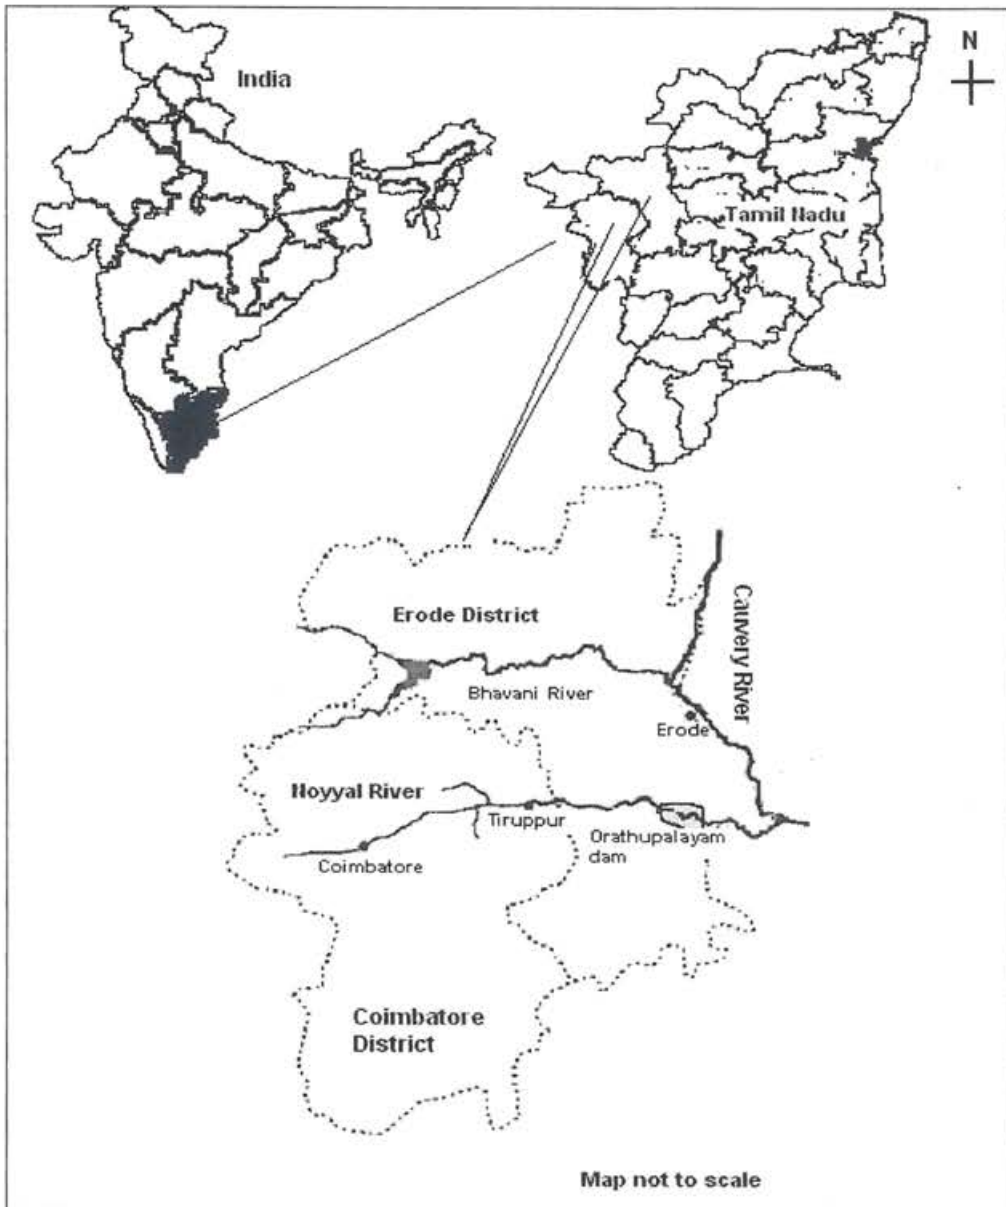 India
N
Tamil Nadu
Erode District
Cauvery River
Bhavani River
Erode
Noyyal River
Tiruppur
Orathupalayam
dam
Coimbatore
Coimbatore
District
Map not to scale